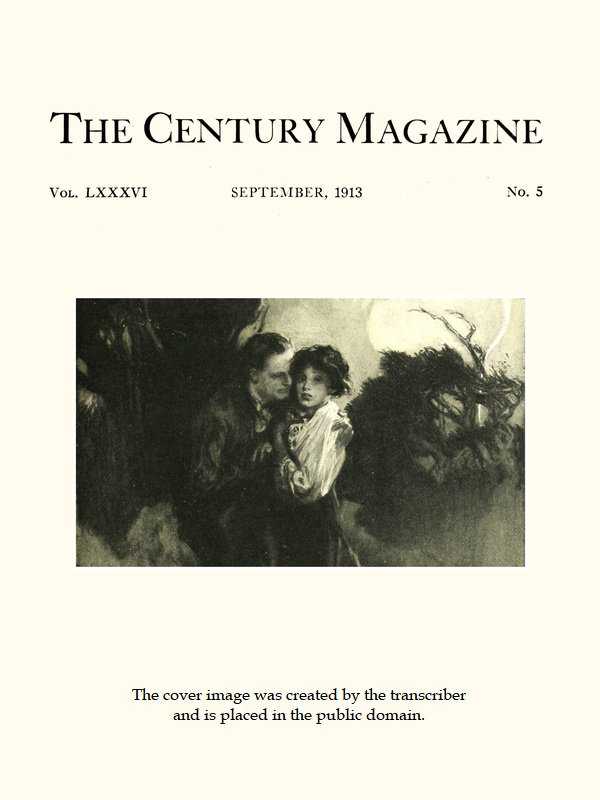 The Century Magazine
Vol. LXXXVI SEPTEMBER, 1913 No. 5
The cover image was created by the transcriber
and is placed in the public domain.